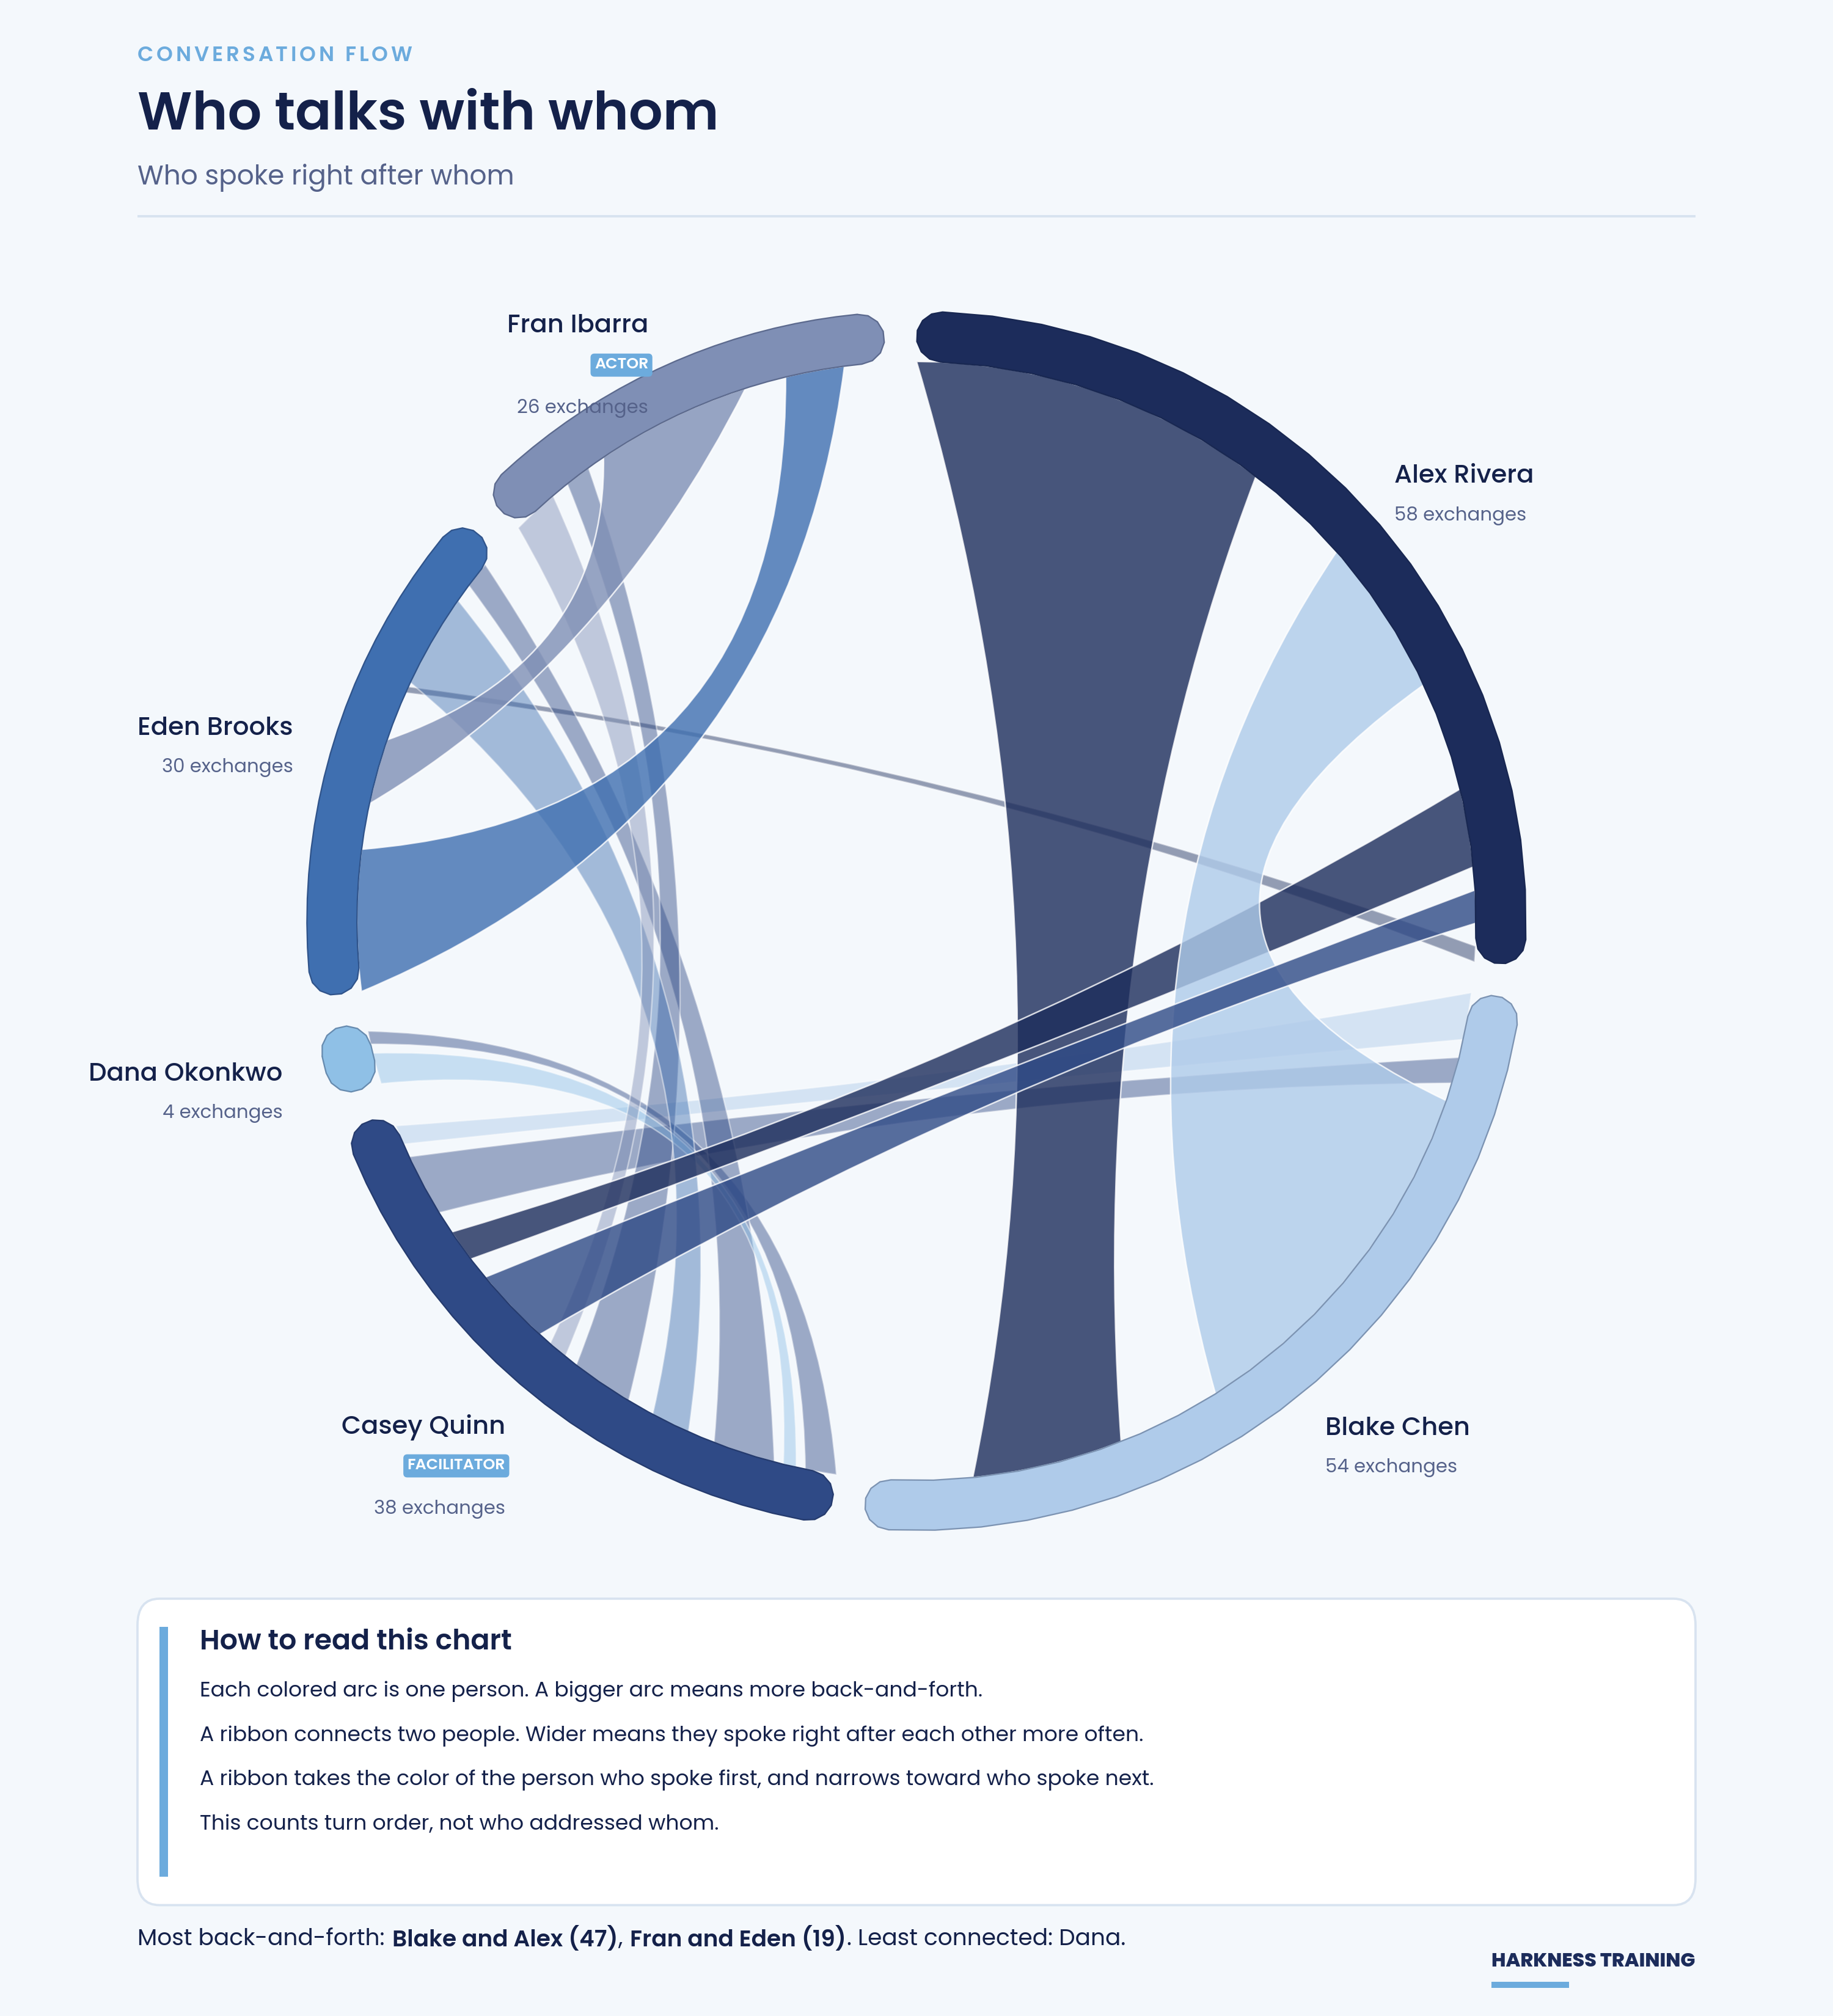 CONVERSATION FLOW
Who talks with whom
Who spoke right after whom
Fran Ibarra
ACTOR
26 exchanges
Alex Rivera
58 exchanges
Eden Brooks
30 exchanges
Dana Okonkwo
4 exchanges
Casey Quinn
FACILITATOR
38 exchanges
Blake Chen
54 exchanges
How to read this chart
Each colored arc is one person. A bigger arc means more back-and-forth.
A ribbon connects two people. Wider means they spoke right after each other more often.
A ribbon takes the color of the person who spoke first, and narrows toward who spoke next.
This counts turn order, not who addressed whom.
Most back-and-forth: Blake and Alex (47), Fran and Eden (19). Least connected: Dana.
HARKNESS TRAINING